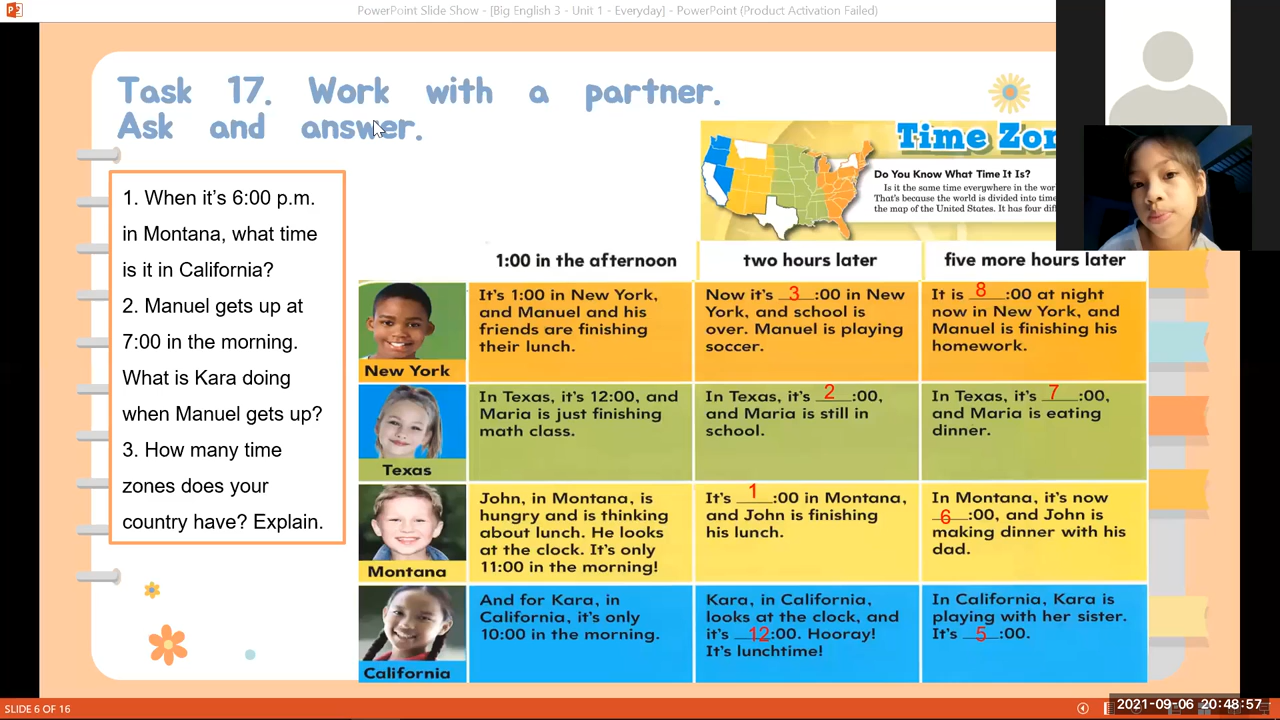 PowerPoint Slide Show - [Big English 3 - Unit 1 - Everyday] - PowerPoint (Product Activation Failed)
Task 17. Work with a partner.
Ask and answer.
1. When it's 6:00 p.m.
in Montana, what time
is it in California?
2. Manuel gets up at
7:00 in the morning.
What is Kara doing
when Manuel gets up?
3. How many time
zones does your
country have? Explain.
Time Zon
Do You Know What Time It Is?
Is it the same time everywhere in the wor
That's because the world is divided into time
the map of the United States. It has four diff
1:00 in the afternoon
two hours later
five more hours later
New York
It's 1:00 in New York,
and Manuel and his
friends are finishing
their lunch.
Now it's 3:00 in New
York, and school is
over. Manuel is playing
soccer.
It is 8:00 at night
now in New York, and
Manuel is finishing his
homework.
Texas
In Texas, it's 12:00, and
Maria is just finishing
math class.
In Texas, it's 2:00,
and Maria is still in
school.
In Texas, it's 7:00,
and Maria is eating
dinner.
Montana
John, in Montana, is
hungry and is thinking
about lunch. He looks
at the clock. It's only
11:00 in the morning!
It's 1:00 in Montana,
and John is finishing
his lunch.
In Montana, it's now
6:00, and John is
making dinner with his
dad.
California
And for Kara, in
California, it's only
10:00 in the morning.
Kara, in California,
looks at the clock, and
it's 12:00. Hooray!
It's lunchtime!
In California, Kara is
playing with her sister.
It's 5:00.
SLIDE 6 OF 16
2021-09-06 20:48:57